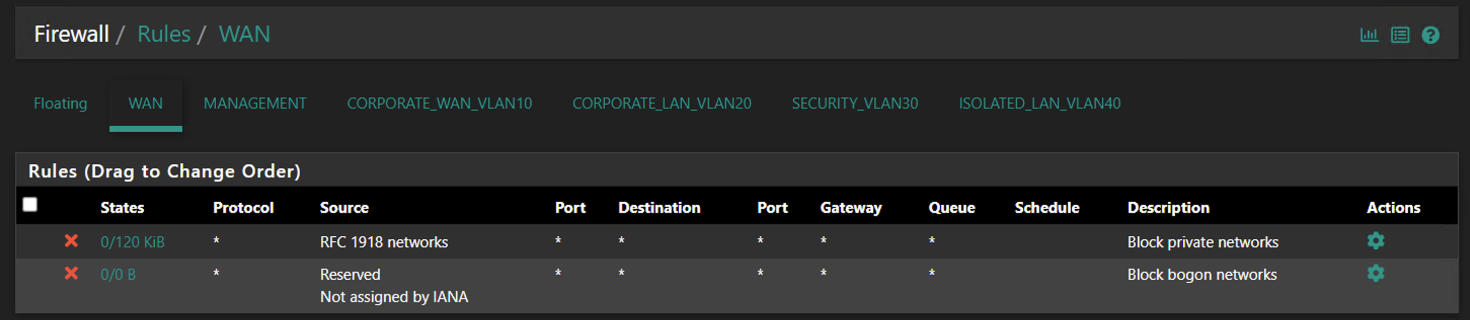 Firewall / Rules / WAN
Floating WAN MANAGEMENT CORPORATE_WAN_VLAN10 CORPORATE_LAN_VLAN20 SECURITY_VLAN30 ISOLATED_LAN_VLAN40
Rules (Drag to Change Order)
States Protocol Source Port Destination Port Gateway Queue Schedule Description Actions
0/120 KiB * RFC 1918 networks * * * * * Block private networks
0/0 B * Reserved * * * * * Block bogon networks
Not assigned by IANA